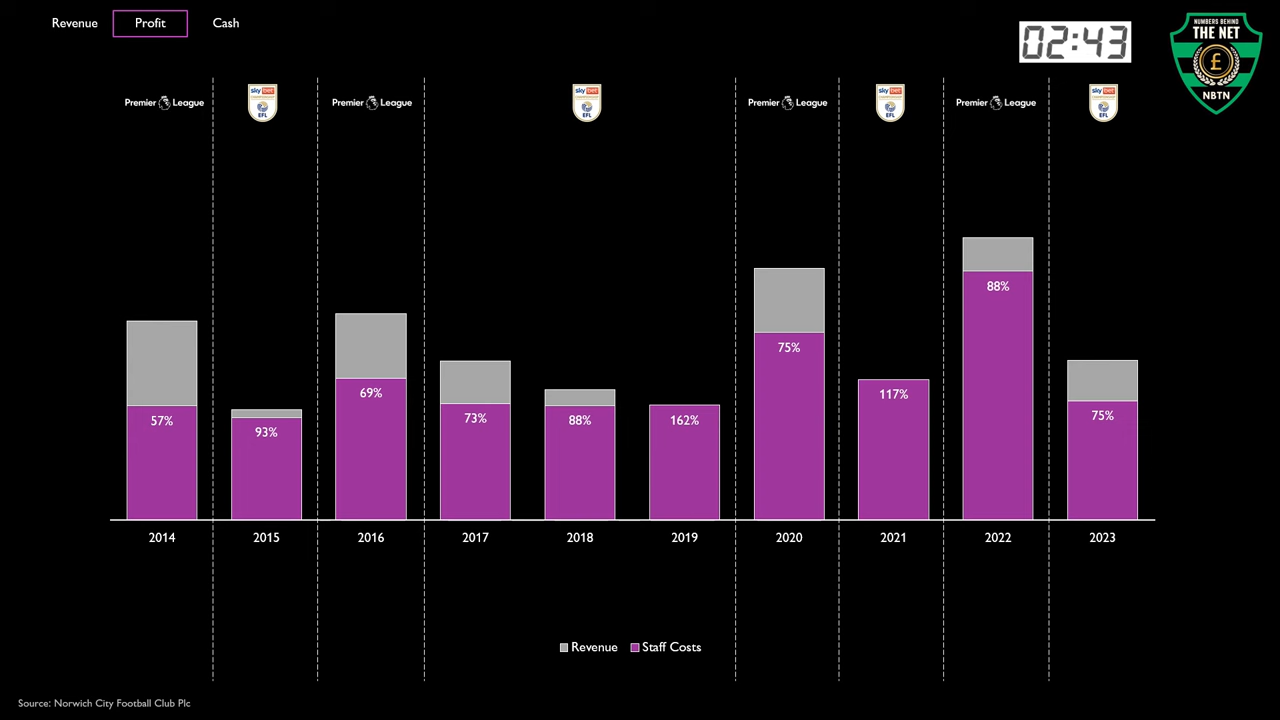 Revenue
Profit
Cash
02:43
NUMBERS BEHIND
THE NET
£
NBTN
Premier League
sky bet
EFL
Premier League
sky bet
EFL
Premier League
sky bet
EFL
Premier League
sky bet
EFL
57%
93%
69%
73%
88%
162%
75%
117%
88%
75%
2014
2015
2016
2017
2018
2019
2020
2021
2022
2023
Revenue
Staff Costs
Source: Norwich City Football Club Plc